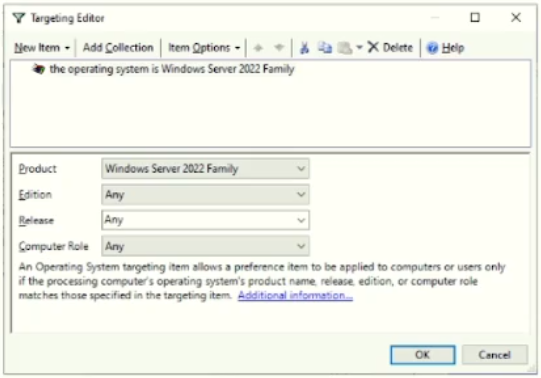 Targeting Editor
New Item Add Collection Item Options Delete Help
the operating system is Windows Server 2022 Family
Product Windows Server 2022 Family
Edition Any
Release Any
Computer Role Any
An Operating System targeting item allows a preference item to be applied to computers or users only
if the processing computer's operating system's product name, release, edition, or computer role
matches those specified in the targeting item. Additional information...
OK Cancel